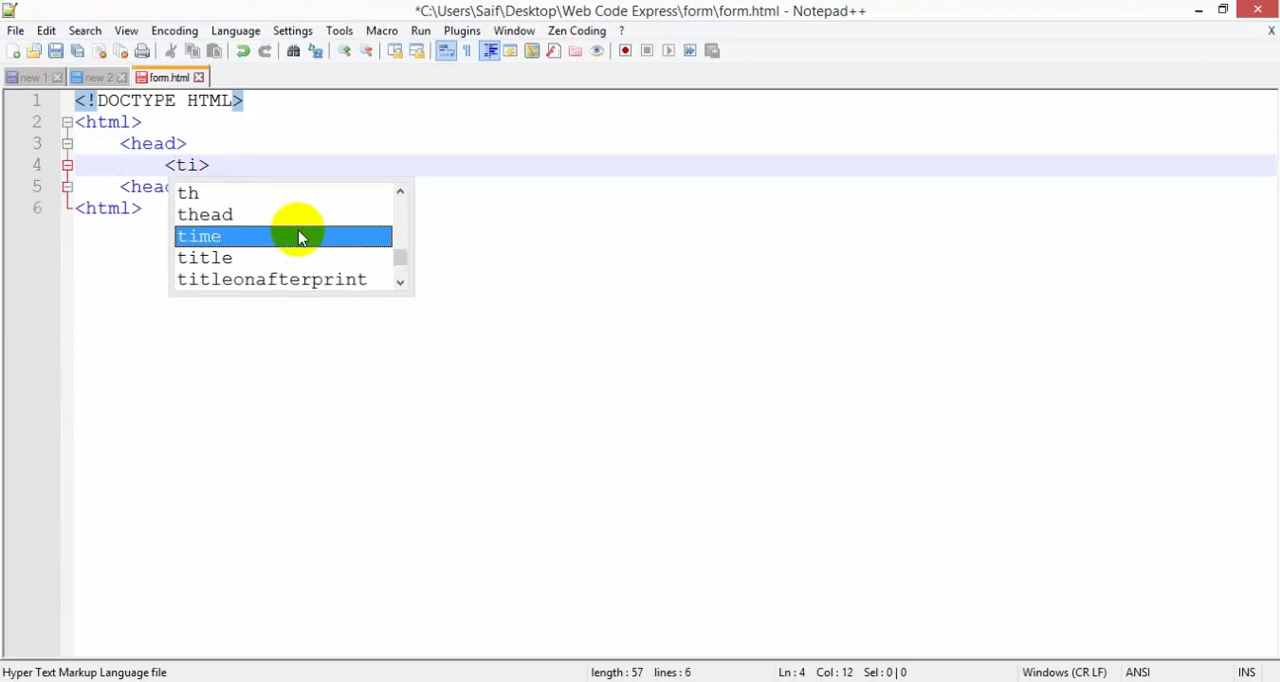 *C:\Users\Saif\Desktop\Web Code Express\form\form.html - Notepad++
File Edit Search View Encoding Language Settings Tools Macro Run Plugins Window Zen Coding ? X
new 1 new 2 form.html
1 <!DOCTYPE HTML>
2 <html>
3 <head>
4 <ti>
5 <head
6 <html>
th
thead
time
title
titleonafterprint
Hyper Text Markup Language file length : 57 lines : 6 Ln : 4 Col : 12 Sel : 0 | 0 Windows (CR LF) ANSI INS